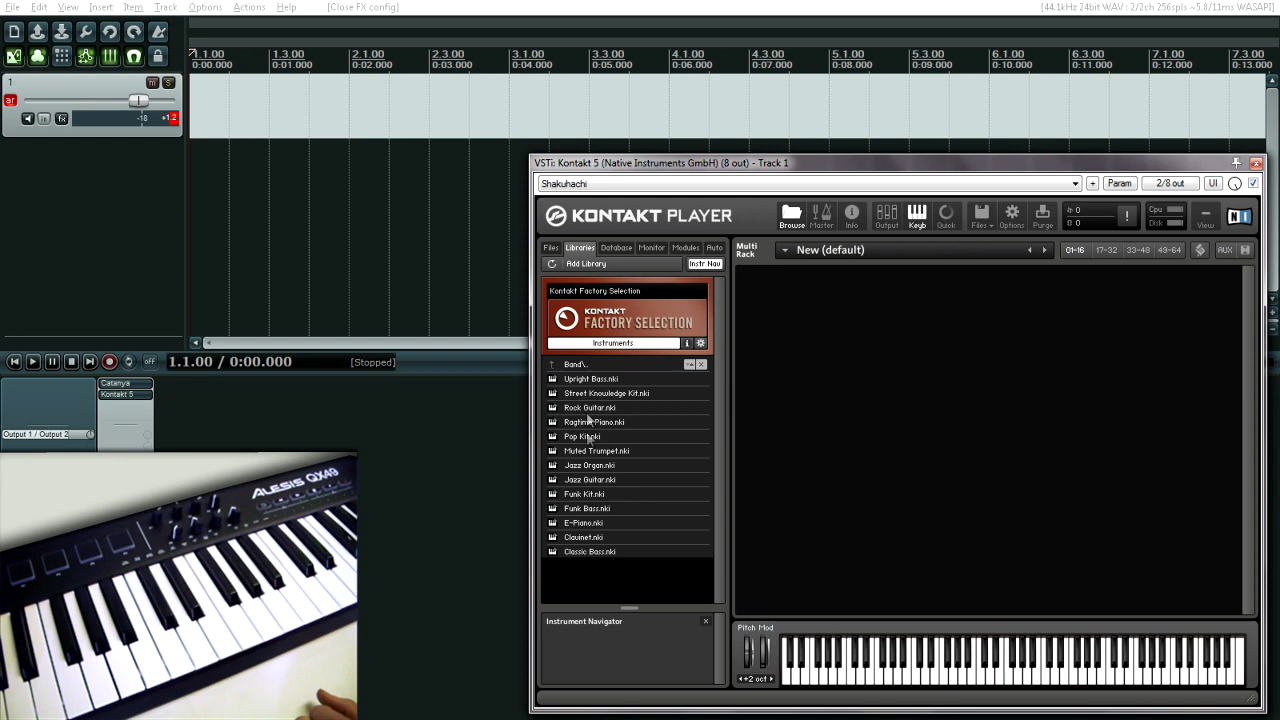 File Edit View Insert Item Track Options Actions Help [Close FX config] [44.1kHz 24bit WAV : 2/2ch 256spls ~5.8/11ms WASAPI]
1.1.00 1.3.00 2.1.00 2.3.00 3.1.00 3.3.00 4.1.00 4.3.00 5.1.00 5.3.00 6.1.00 6.3.00 7.1.00 7.3.00
0:00.000 0:01.000 0:02.000 0:03.000 0:04.000 0:05.000 0:06.000 0:07.000 0:08.000 0:09.000 0:10.000 0:11.000 0:12.000 0:13.000
1 m s
ar
in fx -18 +1.2
VSTi: Kontakt 5 (Native Instruments GmbH) (8 out) - Track 1
Shakuhachi + Param 2/8 out UI
KONTAKT PLAYER Browse Master Info Output Keyb Quick Files Options Purge 0 0 ! Cpu Disk View
Files Libraries Database Monitor Modules Auto
Add Library Instr Nav
Multi Rack New (default) 01-16 17-32 33-48 49-64 AUX
Kontakt Factory Selection
KONTAKT
FACTORY SELECTION
Instruments i
Band\..
Upright Bass.nki
Street Knowledge Kit.nki
Rock Guitar.nki
Ragtime Piano.nki
Pop Kit.nki
Muted Trumpet.nki
Jazz Organ.nki
Jazz Guitar.nki
Funk Kit.nki
Funk Bass.nki
E-Piano.nki
Clavinet.nki
Classic Bass.nki
Instrument Navigator x
Pitch Mod
+2 oct
off 1.1.00 / 0:00.000 [Stopped]
Catanya
Kontakt 5
Output 1 / Output 2
ALESIS QX49